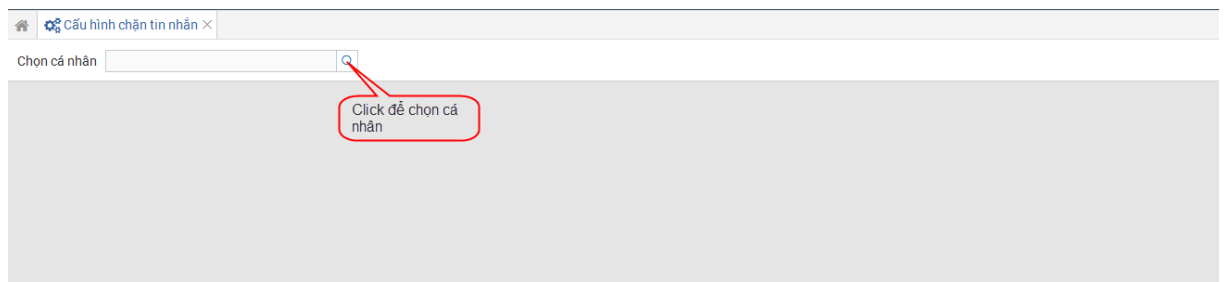 Cấu hình chặn tin nhắn
Chọn cá nhân
Click để chọn cá
nhân